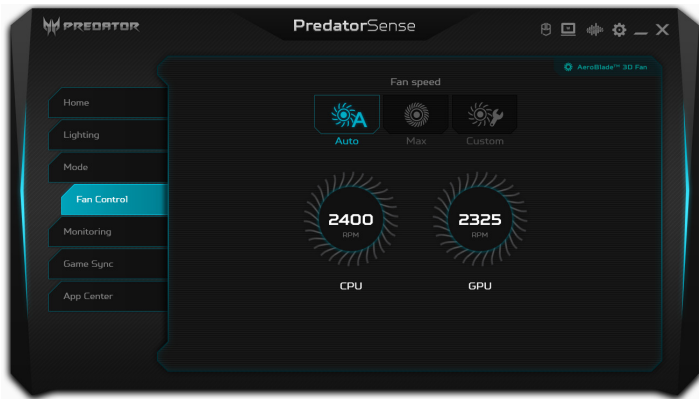 PREDATOR
PredatorSense
AeroBlade™ 3D Fan
Fan speed
Home
Lighting
Mode
Fan Control
Monitoring
Game Sync
App Center
Auto
Max
Custom
2400
RPM
CPU
2325
RPM
GPU